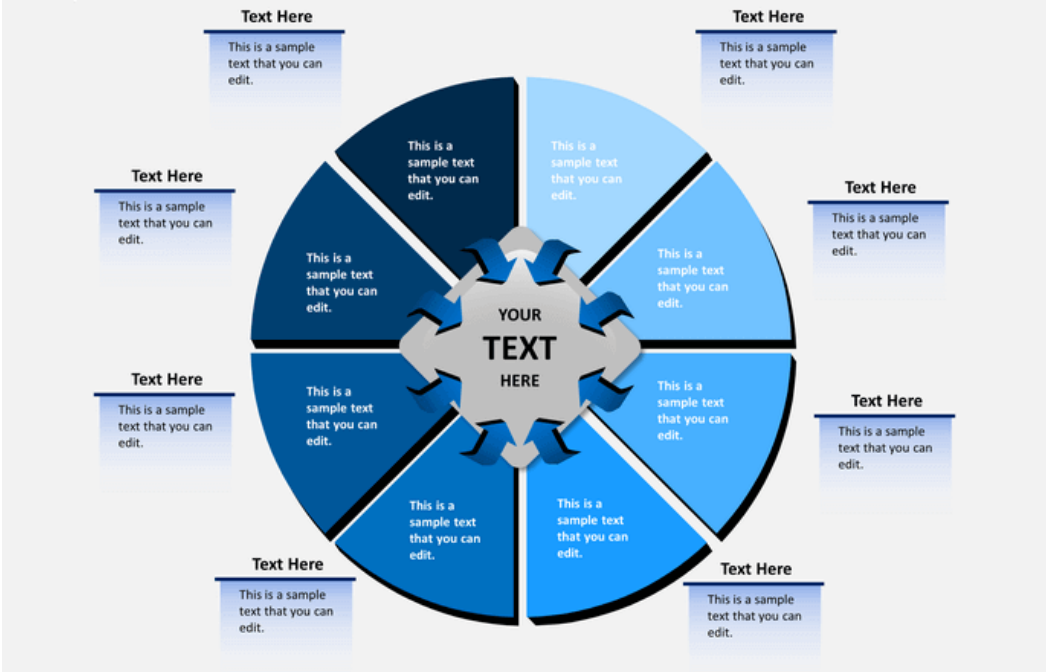 Text Here
This is a sample
text that you can
edit.
Text Here
This is a sample
text that you can
edit.
This is a
sample text
that you can
edit.
This is a
sample text
that you can
edit.
Text Here
This is a sample
text that you can
edit.
Text Here
This is a sample
text that you can
edit.
This is a
sample text
that you can
edit.
This is a
sample text
that you can
edit.
YOUR
TEXT
HERE
Text Here
This is a sample
text that you can
edit.
This is a
sample text
that you can
edit.
This is a
sample text
that you can
edit.
Text Here
This is a sample
text that you can
edit.
This is a
sample text
that you can
edit.
This is a
sample text
that you can
edit.
Text Here
This is a sample
text that you can
edit.
Text Here
This is a sample
text that you can
edit.